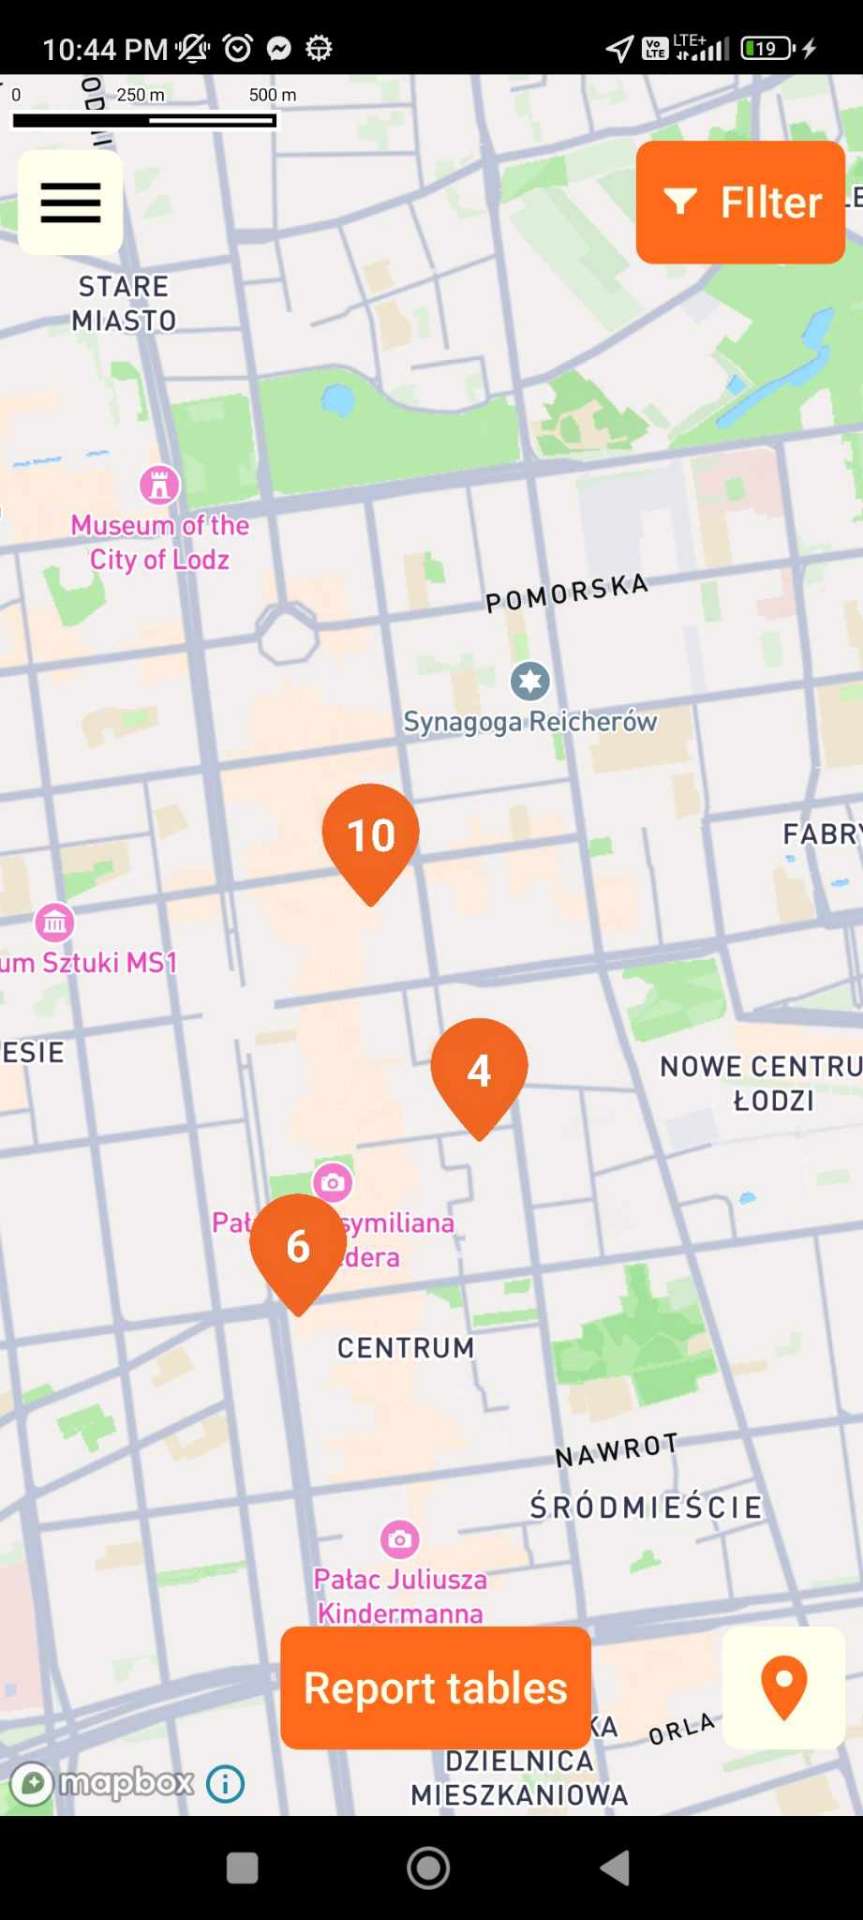 10:44 PM
LTE+
Vo
LTE
19
0 250 m 500 m
FIlter
STARE
MIASTO
Museum of the
City of Lodz
POMORSKA
Synagoga Reicherów
10
FABRY
um Sztuki MS1
ESIE
4
NOWE CENTRU
ŁODZI
6
symiliana
dera
CENTRUM
NAWROT
ŚRÓDMIEŚCIE
Pałac Juliusza
Kindermanna
Report tables
KA
ORLA
DZIELNICA
MIESZKANIOWA
mapbox